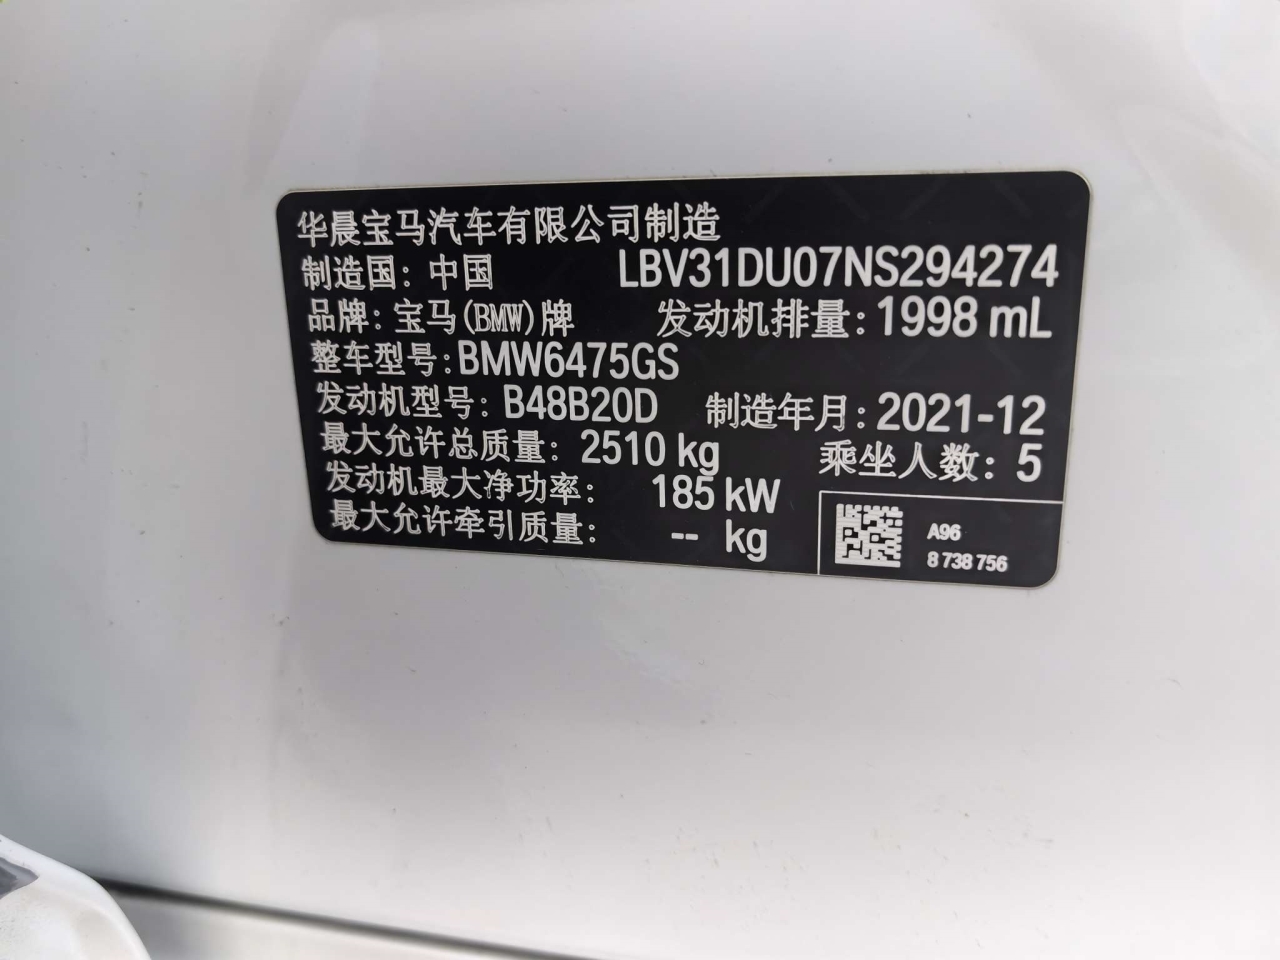 华晨宝马汽车有限公司制造
制造国：中国 LBV31DU07NS294274
品牌：宝马(BMW)牌 发动机排量：1998 mL
整车型号：BMW6475GS
发动机型号：B48B20D 制造年月：2021-12
最大允许总质量：2510 kg 乘坐人数：5
发动机最大净功率：185 kW
最大允许牵引质量：-- kg
A96
8 738 756